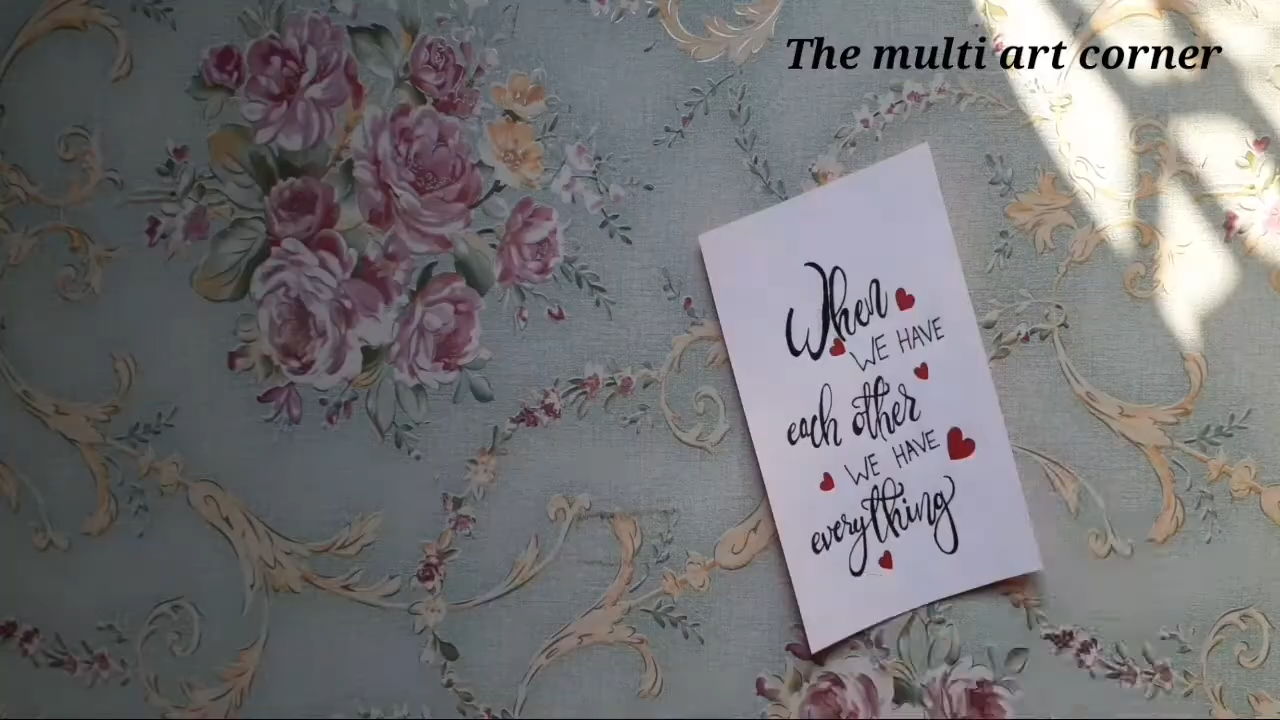 The multi art corner
When
WE HAVE
each other
WE HAVE
everything